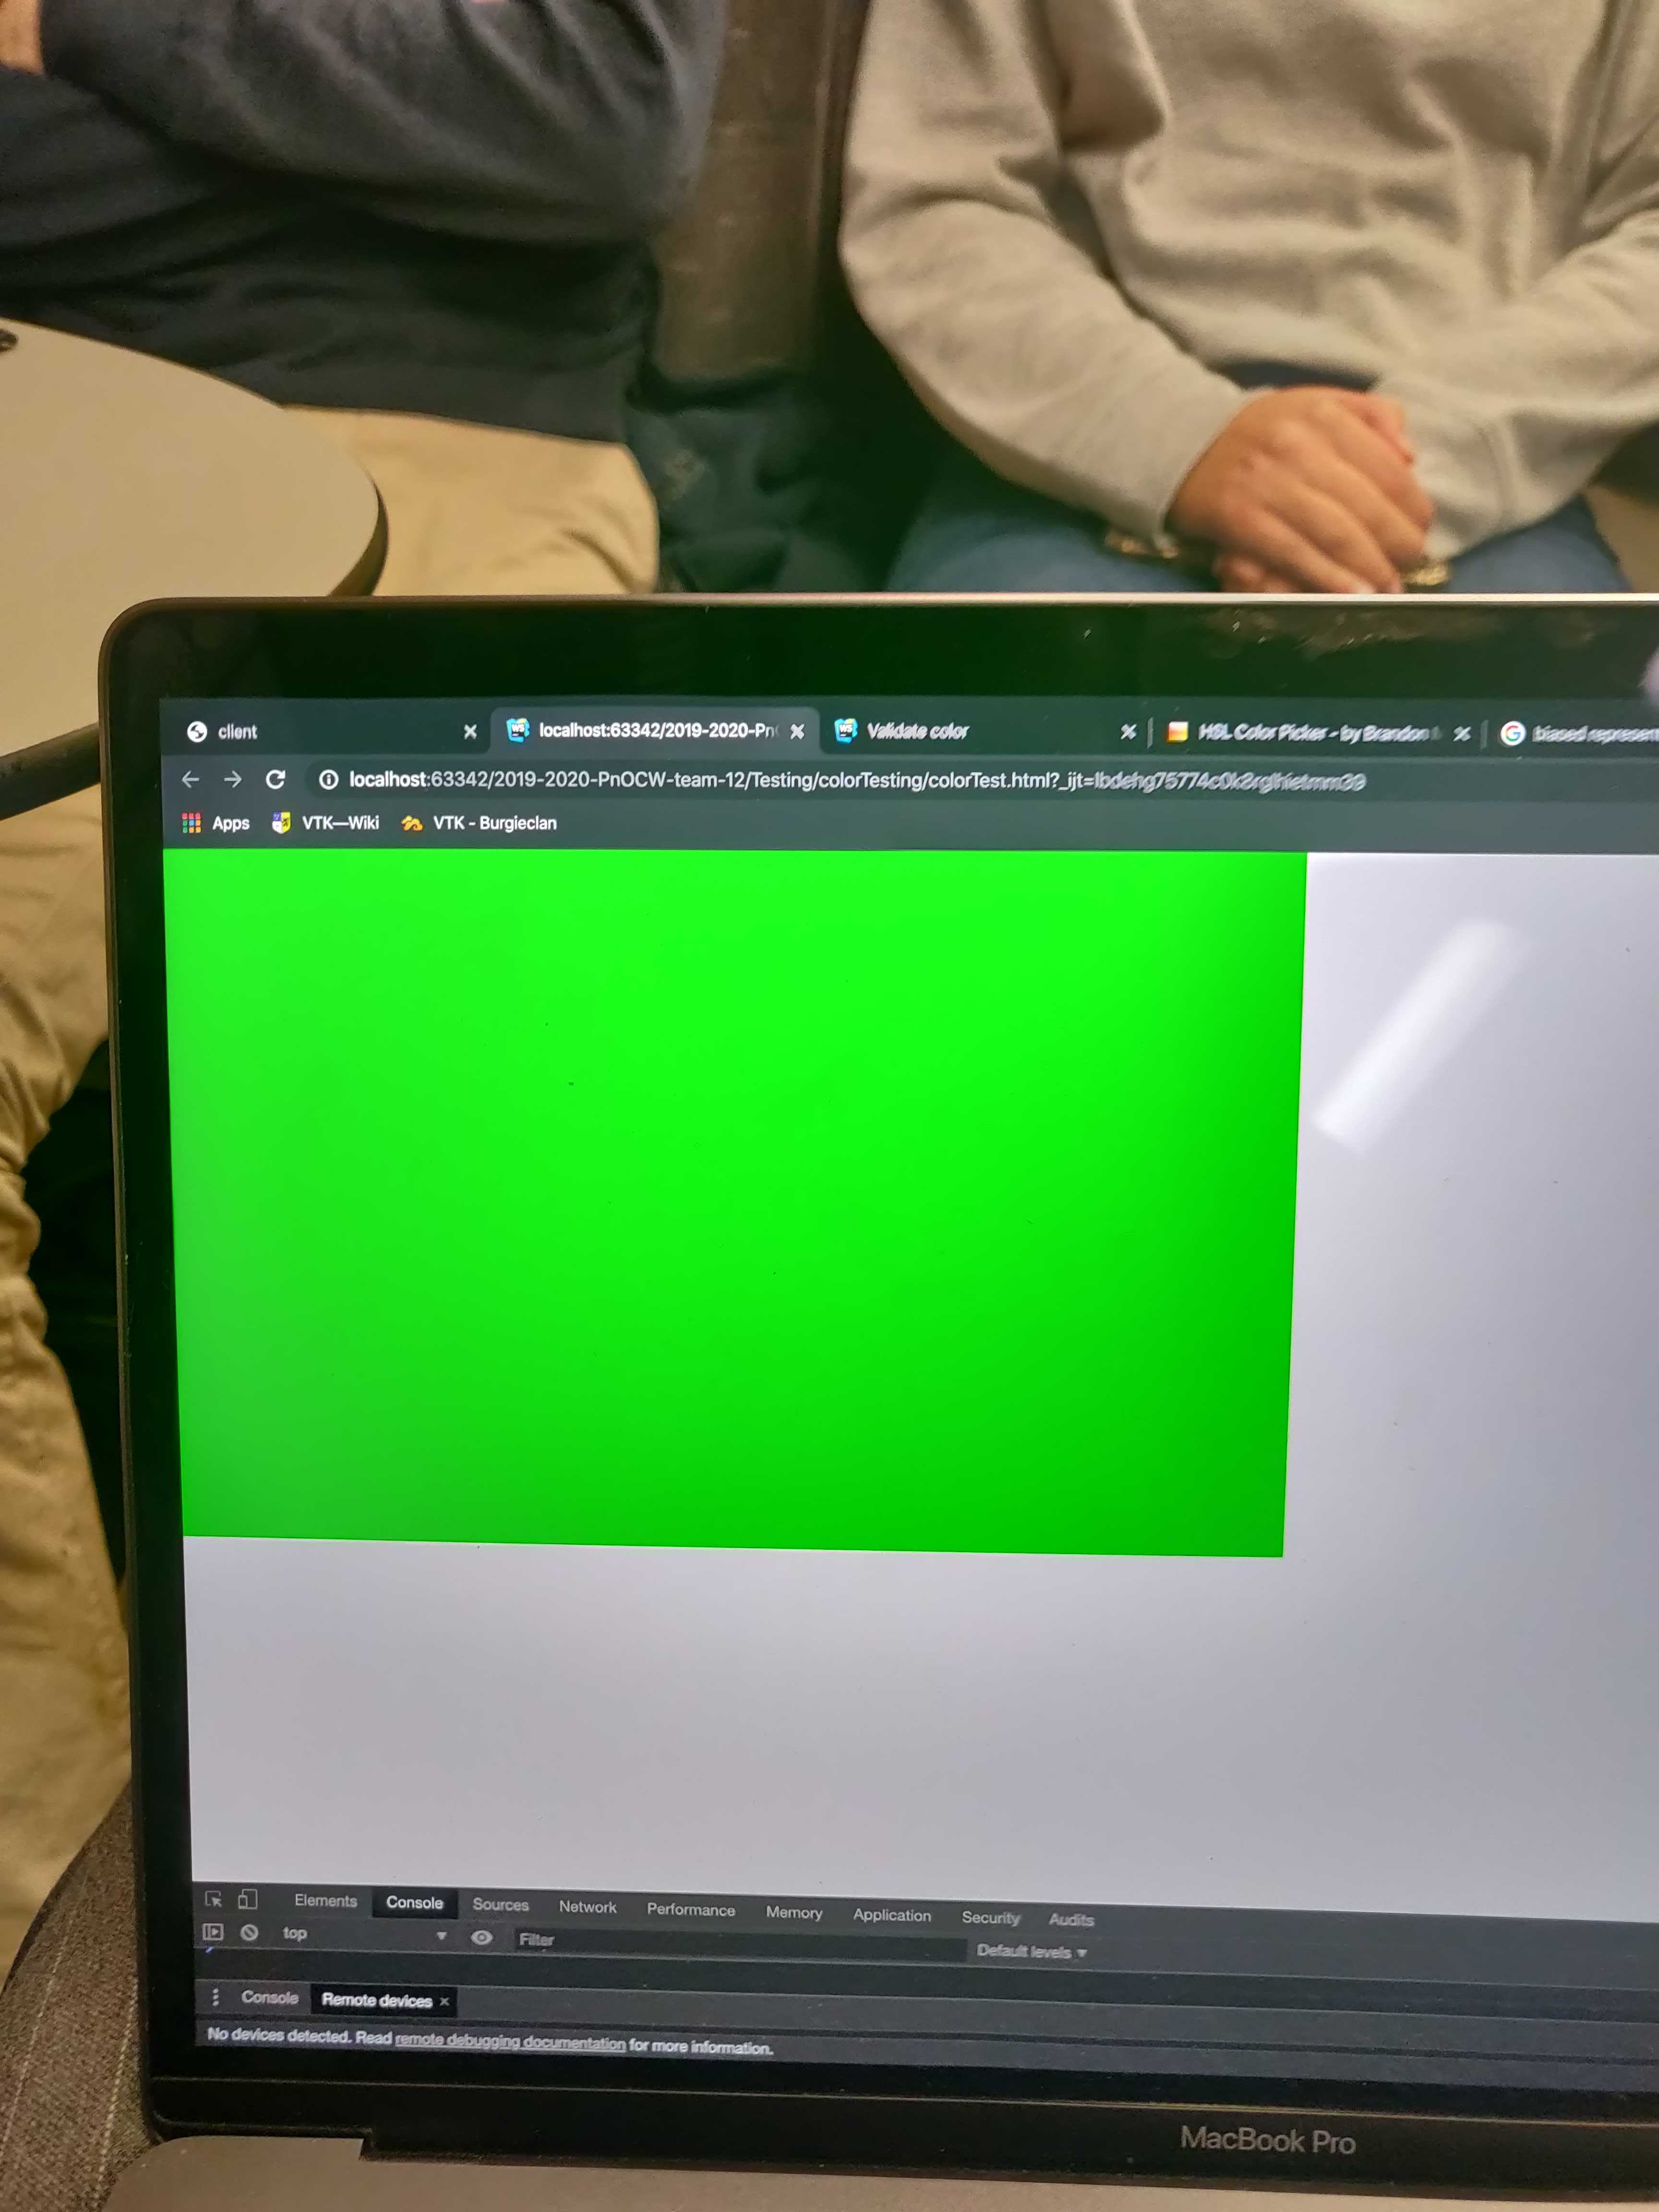 client
localhost:63342/2019-2020-Pn
Validate color
HSL Color Picker - by Brandon
biased represen
localhost:63342/2019-2020-PnOCW-team-12/Testing/colorTesting/colorTest.html?_ijt=
Apps
VTK—Wiki
VTK - Burgieclan
Elements
Console
Sources
Network
Performance
Memory
Application
Security
Audits
top
Filter
Default levels
Console
Remote devices
No devices detected. Read remote debugging documentation for more information.
MacBook Pro